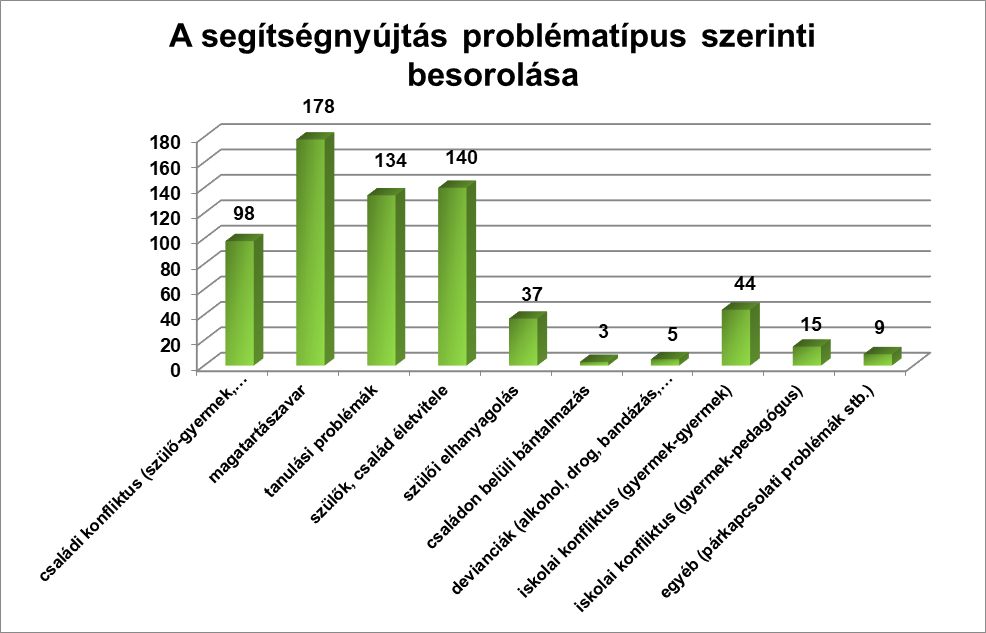 A segítségnyújtás problématípus szerinti
besorolása
180
160
140
120
100
80
60
40
20
0
98
178
134
140
37
3
5
44
15
9
családi konfliktus (szülő-gyermek,…
magatartászavar
tanulási problémák
szülők, család életvitele
szülői elhanyagolás
családon belüli bántalmazás
devianciák (alkohol, drog, bandázás,…
iskolai konfliktus (gyermek-gyermek)
iskolai konfliktus (gyermek-pedagógus)
egyéb (párkapcsolati problémák stb.)